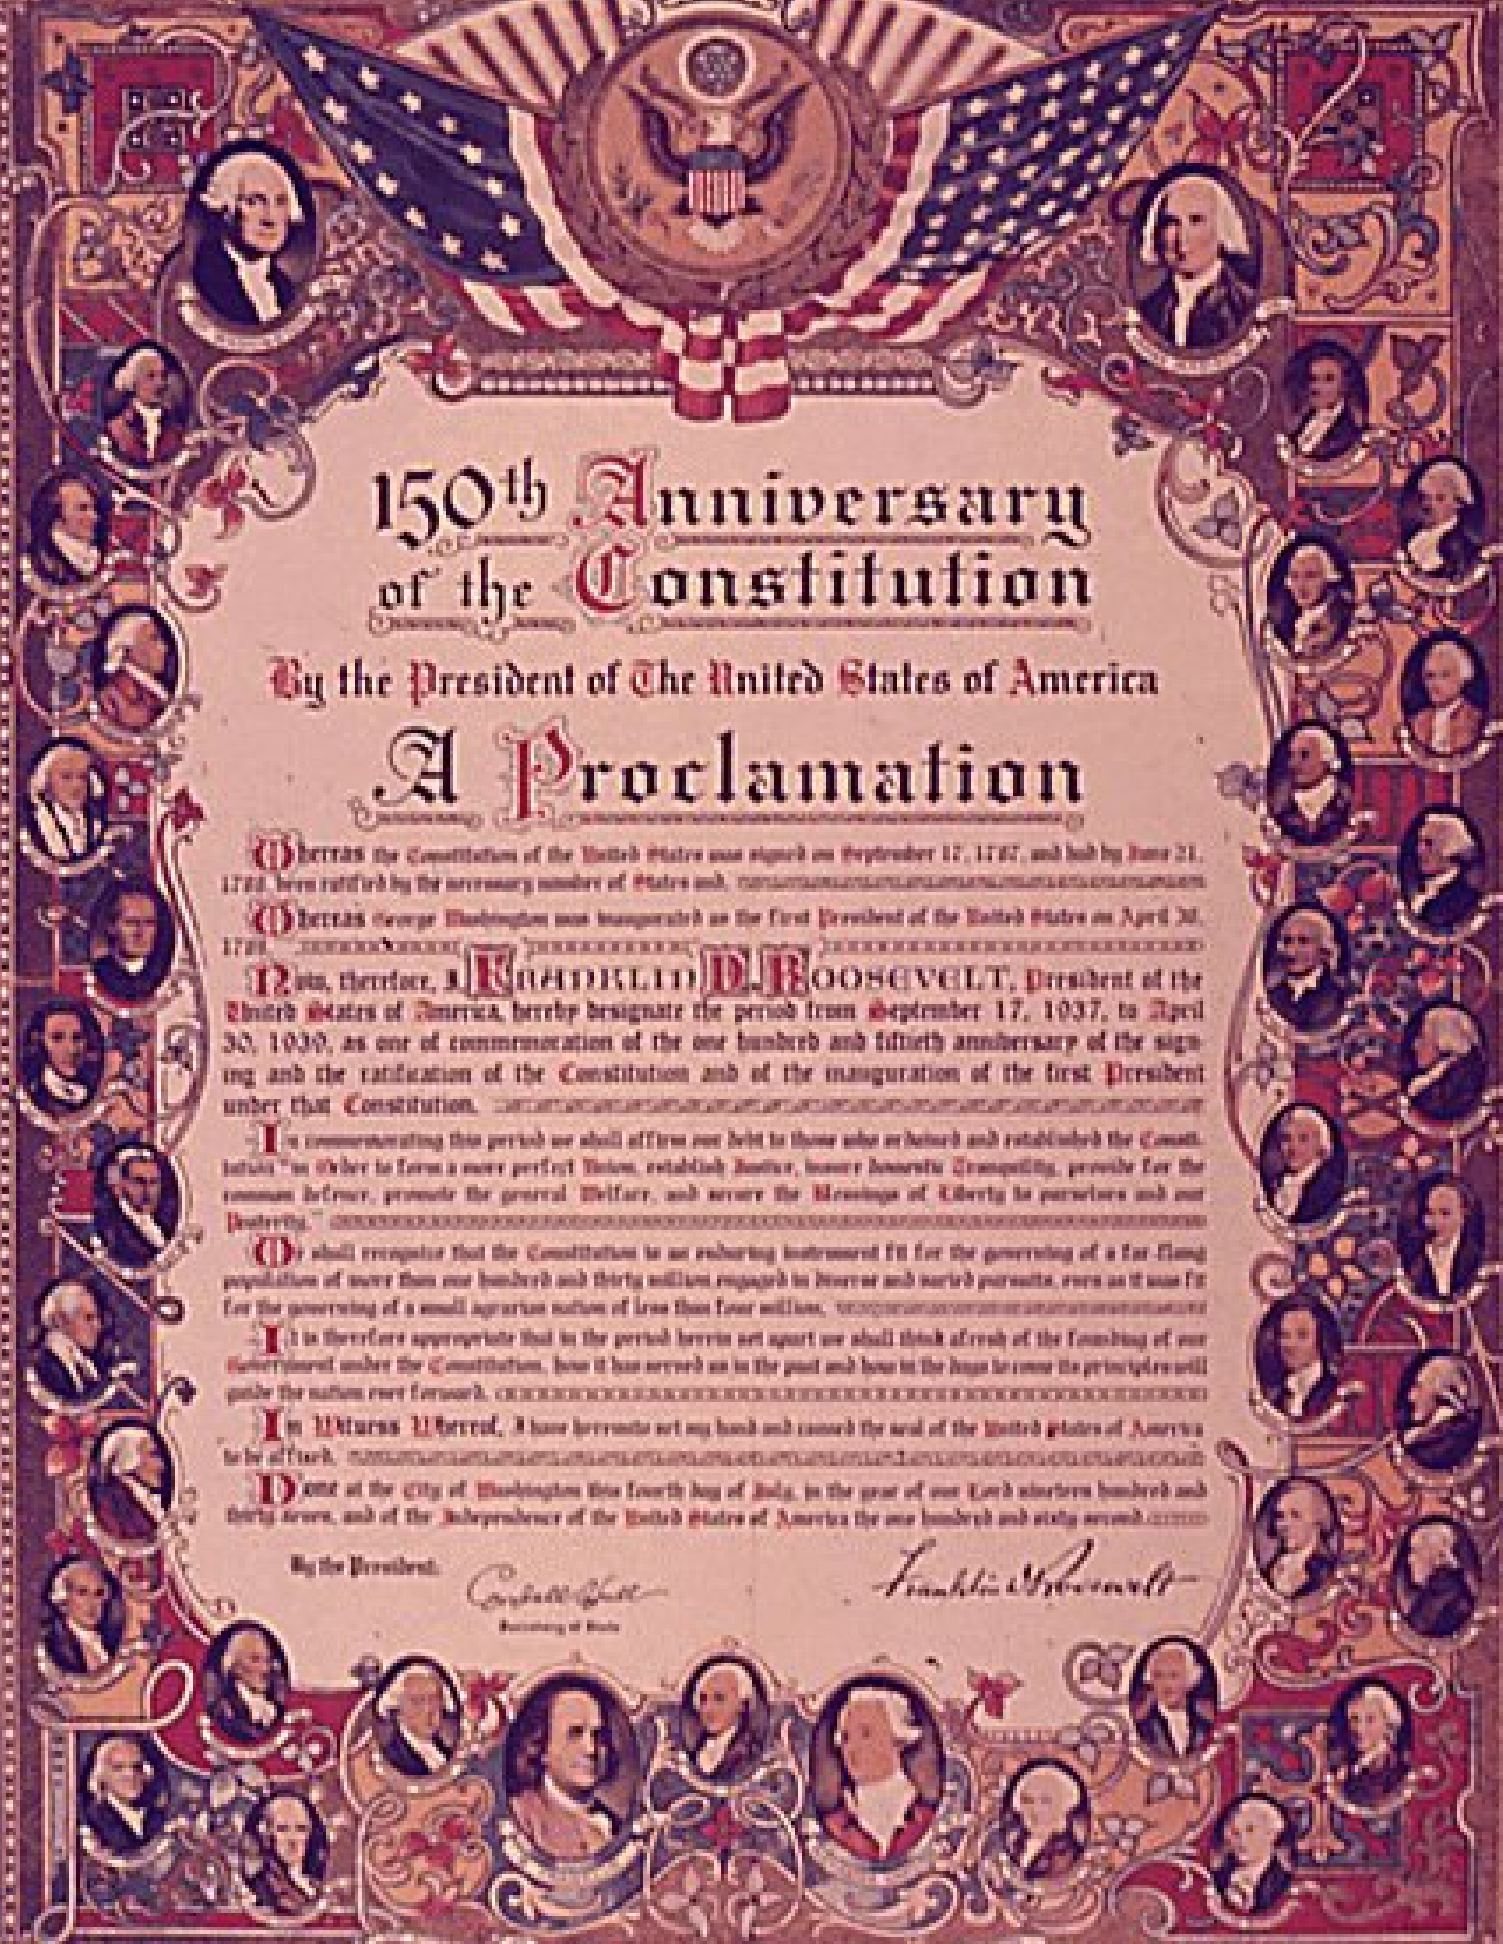 150th Anniversary
of the Constitution
By the President of The United States of America
A Proclamation
Whereas the Constitution of the United States was signed on September 17, 1787, and had by June 21,
1788 been ratified by the necessary number of States and,
Whereas George Washington was inaugurated as the first President of the United States on April 30,
1789
Now, therefore, I, FRANKLIN D. ROOSEVELT, President of the
United States of America, hereby designate the period from September 17, 1937, to April
30, 1939, as one of commemoration of the one hundred and fiftieth anniversary of the sign-
ing and the ratification of the Constitution and of the inauguration of the first President
under that Constitution.
In commemorating this period we shall affirm our debt to those who ordained and established the Consti-
tution "in Order to form a more perfect Union, establish Justice, insure domestic Tranquility, provide for the
common defence, promote the general Welfare, and secure the Blessings of Liberty to ourselves and our
Posterity."
We shall recognize that the Constitution is an enduring instrument fit for the governing of a far-flung
population of more than one hundred and thirty million engaged in diverse and varied pursuits, even as it was fit
for the governing of a small agrarian nation of less than four million.
It is therefore appropriate that in the period herein set apart we shall think afresh of the founding of our
Government under the Constitution, how it has served us in the past and how in the days to come its principles will
guide the nation ever forward.
In Witness Whereof, I have hereunto set my hand and caused the seal of the United States of America
to be affixed.
Done at the City of Washington this fourth day of July, in the year of our Lord nineteen hundred and
thirty seven, and of the Independence of the United States of America the one hundred and sixty second
By the President:
Cordell Hull
Franklin D Roosevelt
Secretary of State